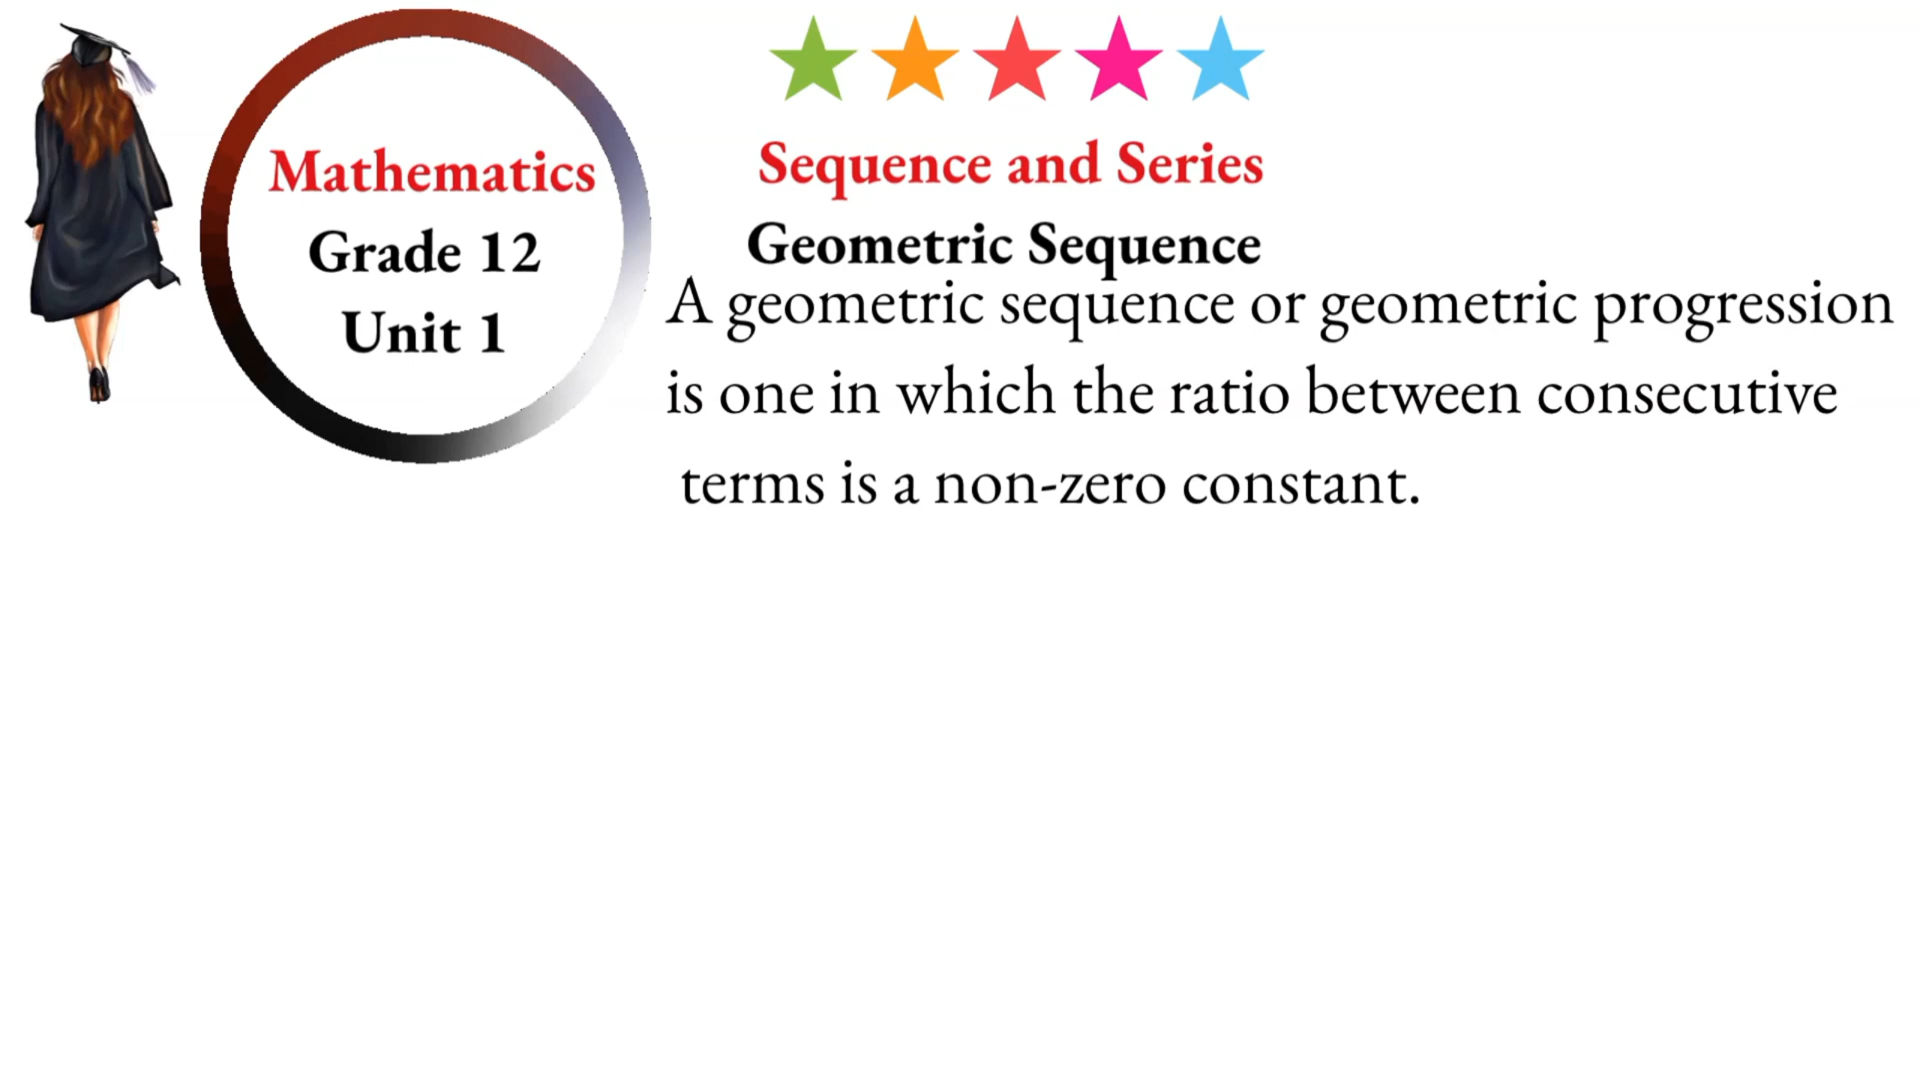 Mathematics
Grade 12
Unit 1
Sequence and Series
Geometric Sequence
A geometric sequence or geometric progression
is one in which the ratio between consecutive
terms is a non-zero constant.